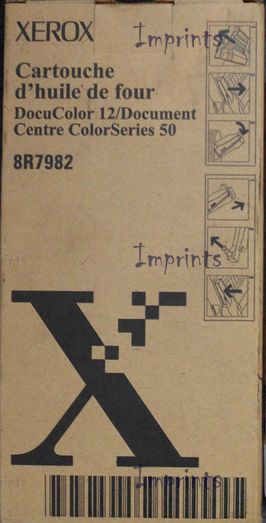 XEROX
Imprints
Cartouche
d'huile de four
DocuColor 12/Document
Centre ColorSeries 50
8R7982
Imprints
Imprints